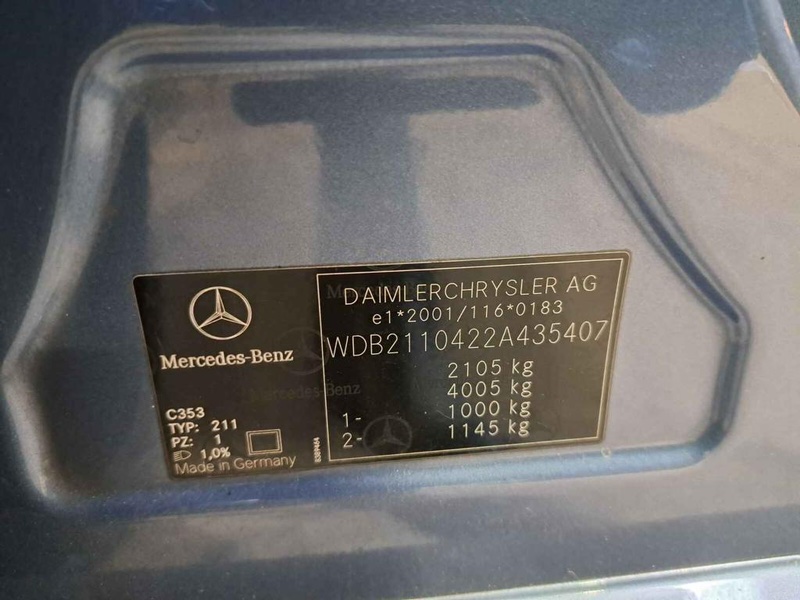 Mercedes-Benz
C353
TYP: 211
PZ: 1
1,0%
Made in Germany
DAIMLERCHRYSLER AG
e1*2001/116*0183
WDB2110422A435407
2105 kg
4005 kg
1- 1000 kg
2- 1145 kg